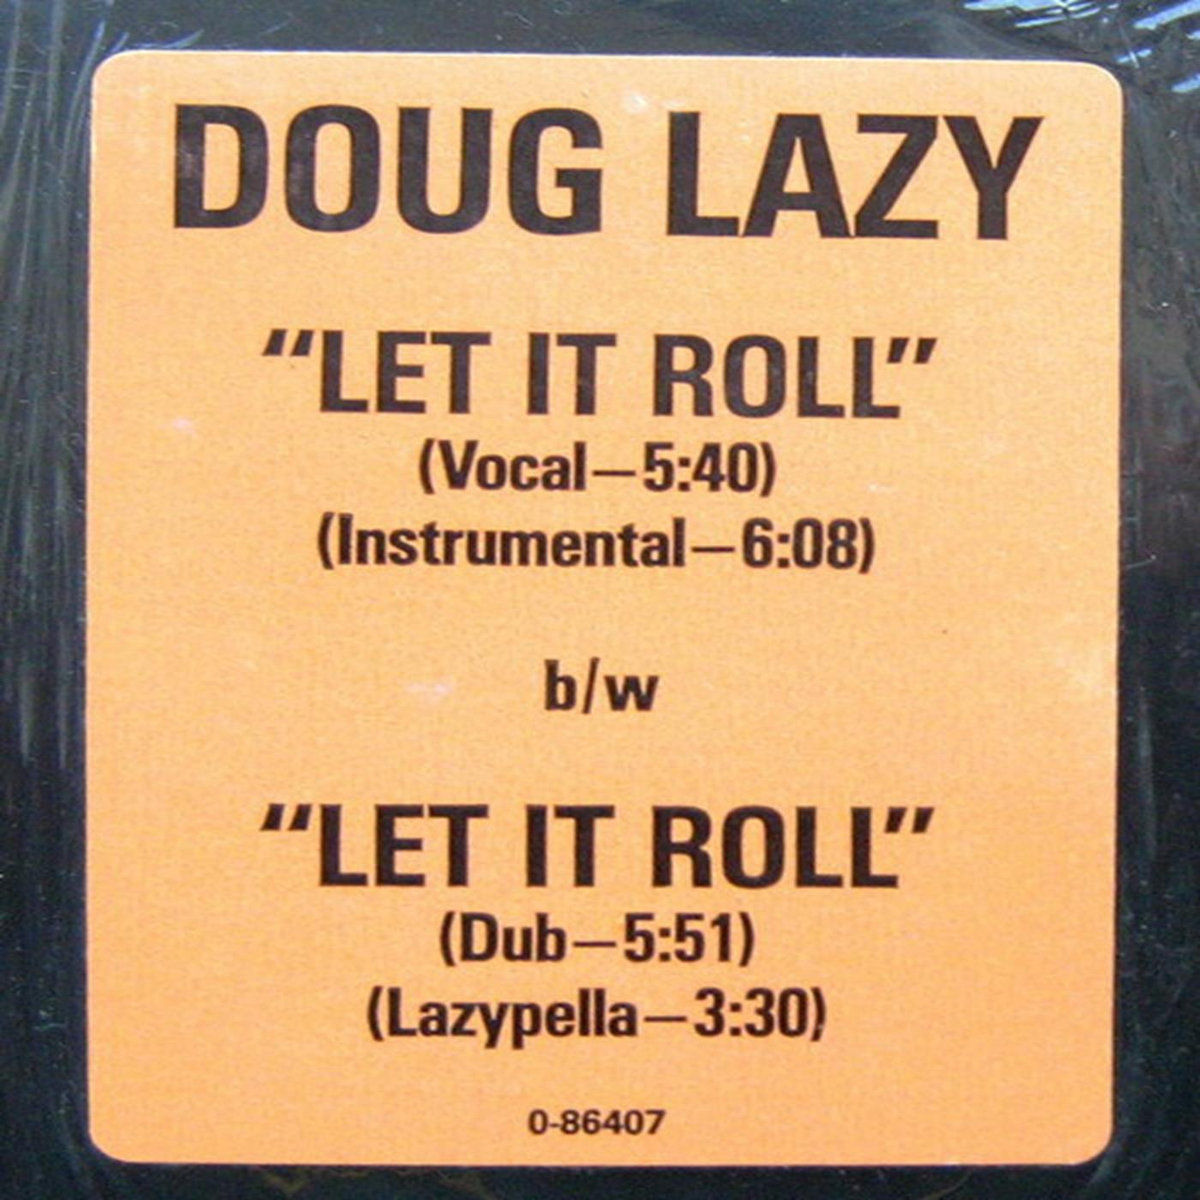 DOUG LAZY
“LET IT ROLL”
(Vocal—5:40)
(Instrumental—6:08)
b/w
“LET IT ROLL”
(Dub—5:51)
(Lazypella—3:30)
0-86407